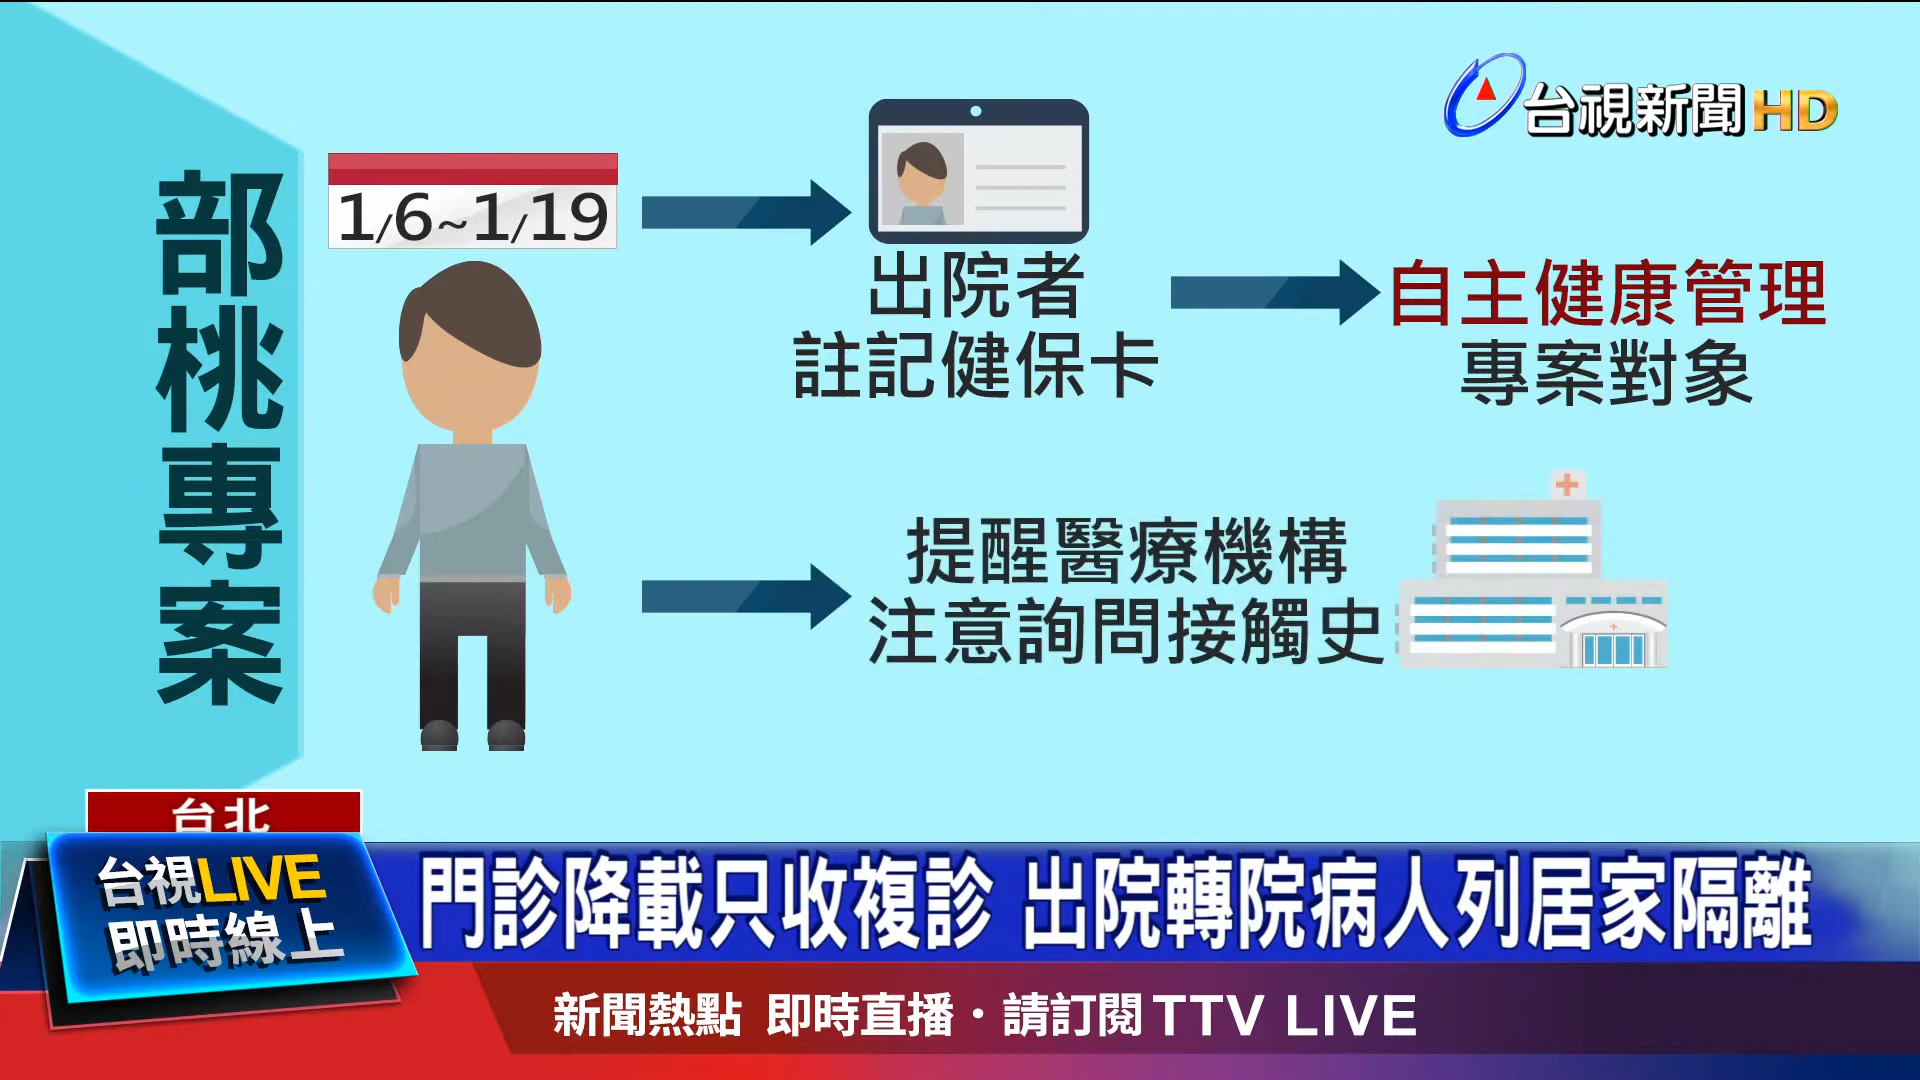 台視新聞HD
部桃專案
1/6~1/19
出院者
註記健保卡
自主健康管理
專案對象
提醒醫療機構
注意詢問接觸史
台北
台視LIVE
即時線上
門診降載只收複診 出院轉院病人列居家隔離
新聞熱點 即時直播・請訂閱TTV LIVE